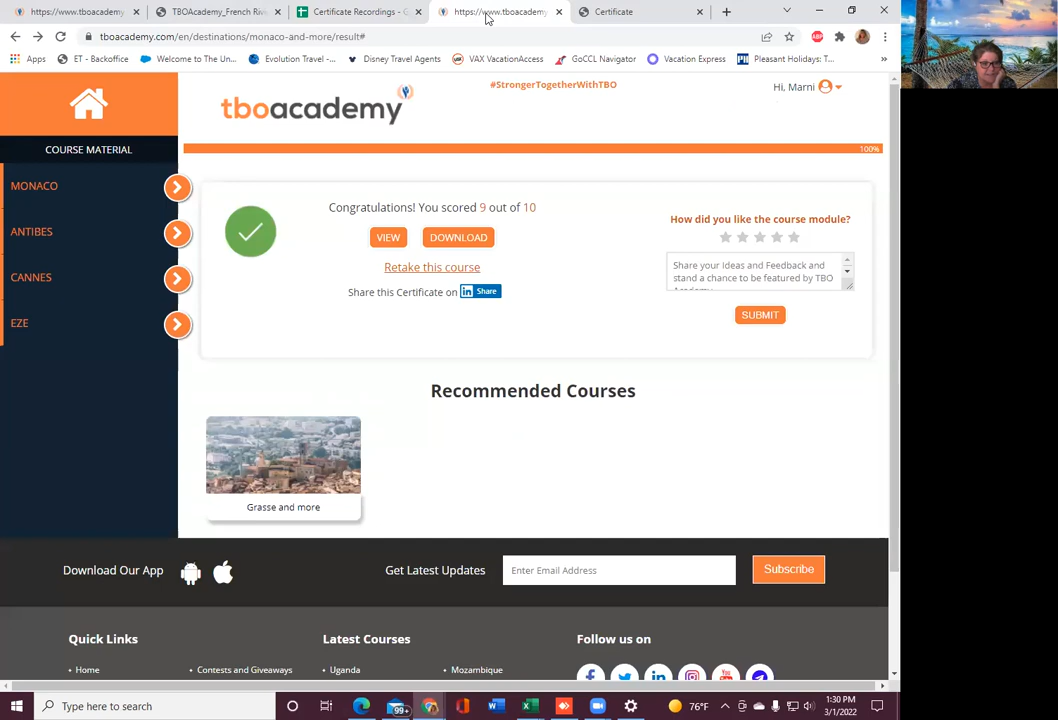 https://www.tboacademy
TBOAcademy_French Riv
Certificate Recordings - G
https://www.tboacademy
Certificate
tboacademy.com/en/destinations/monaco-and-more/result#
Apps
ET - Backoffice
Welcome to The Un...
Evolution Travel -...
Disney Travel Agents
VAX VacationAccess
GoCCL Navigator
Vacation Express
Pleasant Holidays: T...
#StrongerTogetherWithTBO
Hi, Marni
tboacademy
COURSE MATERIAL
100%
MONACO
ANTIBES
CANNES
EZE
Congratulations! You scored 9 out of 10
VIEW
DOWNLOAD
Retake this course
Share this Certificate on
in Share
How did you like the course module?
Share your Ideas and Feedback and
stand a chance to be featured by TBO
SUBMIT
Recommended Courses
Grasse and more
Download Our App
Get Latest Updates
Enter Email Address
Subscribe
Quick Links
Latest Courses
Follow us on
Home
Contests and Giveaways
Uganda
Mozambique
Type here to search
99+
76°F
1:30 PM
3/1/2022